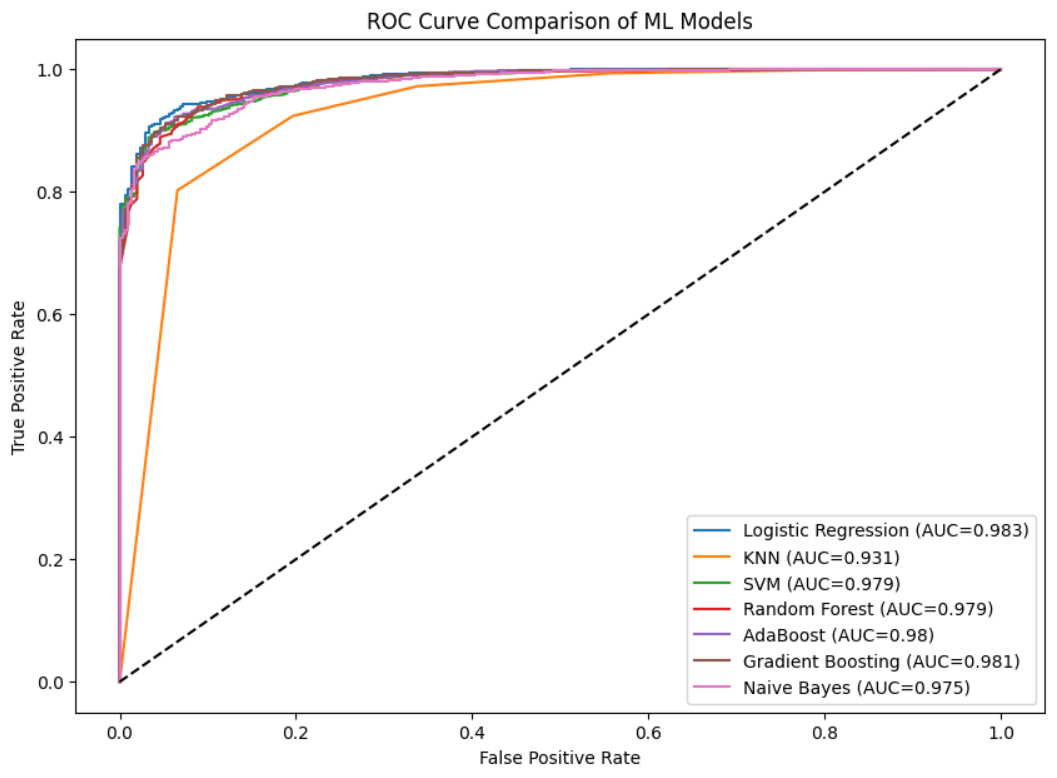 ROC Curve Comparison of ML Models
True Positive Rate
1.0
0.8
0.6
0.4
0.2
0.0
Logistic Regression (AUC=0.983)
KNN (AUC=0.931)
SVM (AUC=0.979)
Random Forest (AUC=0.979)
AdaBoost (AUC=0.98)
Gradient Boosting (AUC=0.981)
Naive Bayes (AUC=0.975)
0.0 0.2 0.4 0.6 0.8 1.0
False Positive Rate